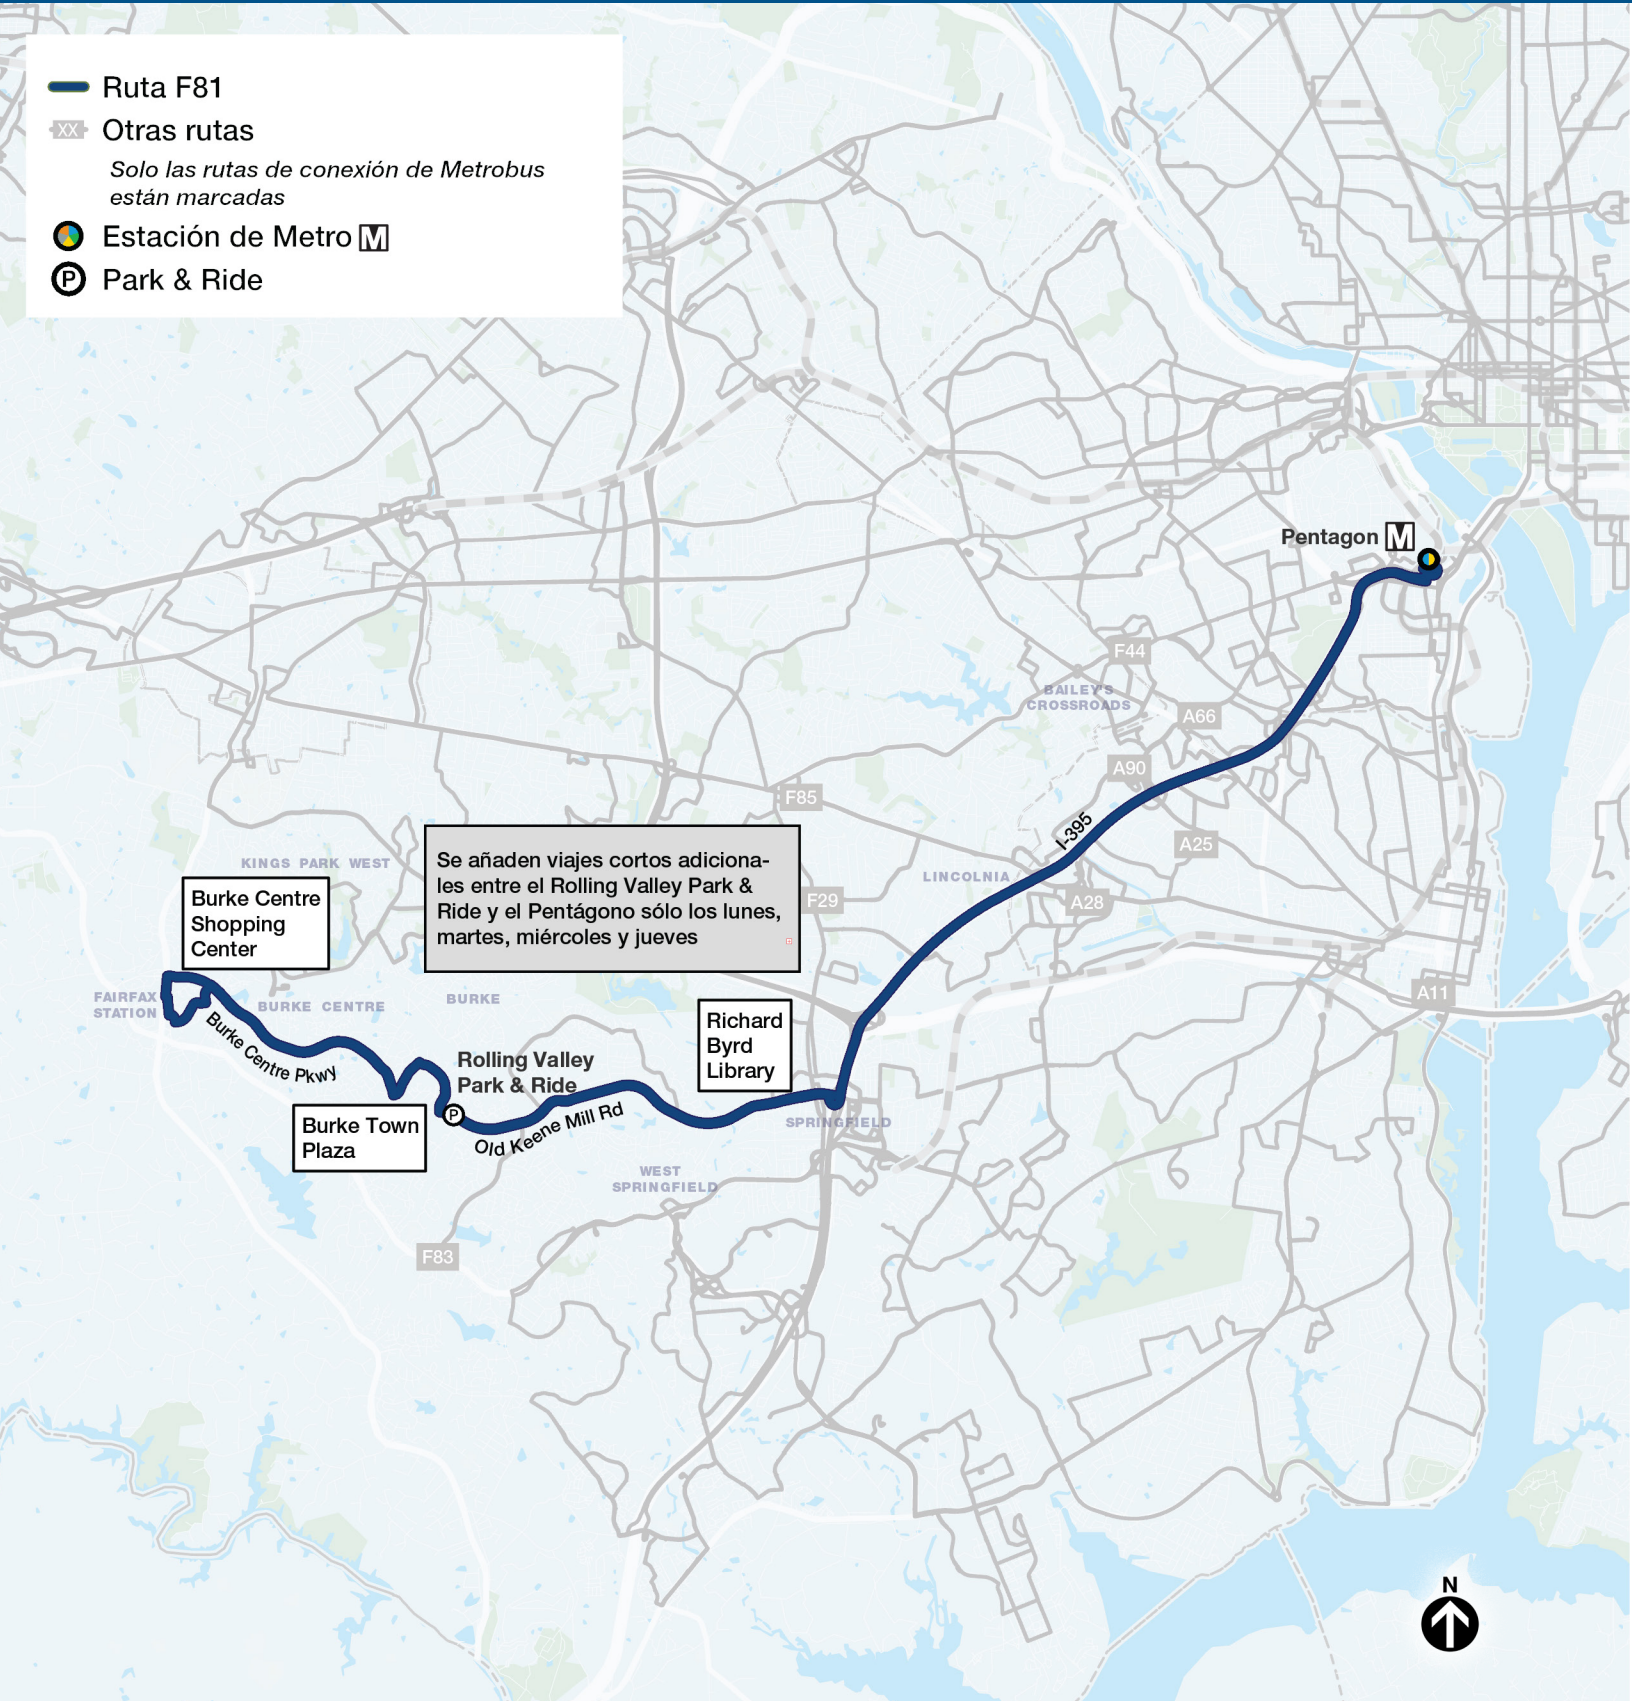 Ruta F81
XX
Otras rutas
Solo las rutas de conexión de Metrobus
están marcadas
Estación de Metro M
P
Park & Ride
Pentagon M
F44
BAILEY'S
CROSSROADS
A66
A90
F85
I-395
A25
KINGS PARK WEST
Se añaden viajes cortos adiciona-
les entre el Rolling Valley Park &
Ride y el Pentágono sólo los lunes,
martes, miércoles y jueves
LINCOLNIA
F29
A28
Burke Centre
Shopping
Center
FAIRFAX
STATION
BURKE CENTRE
BURKE
A11
Burke Centre Pkwy
Richard
Byrd
Library
Rolling Valley
Park & Ride
P
Old Keene Mill Rd
Burke Town
Plaza
SPRINGFIELD
WEST
SPRINGFIELD
F83
N